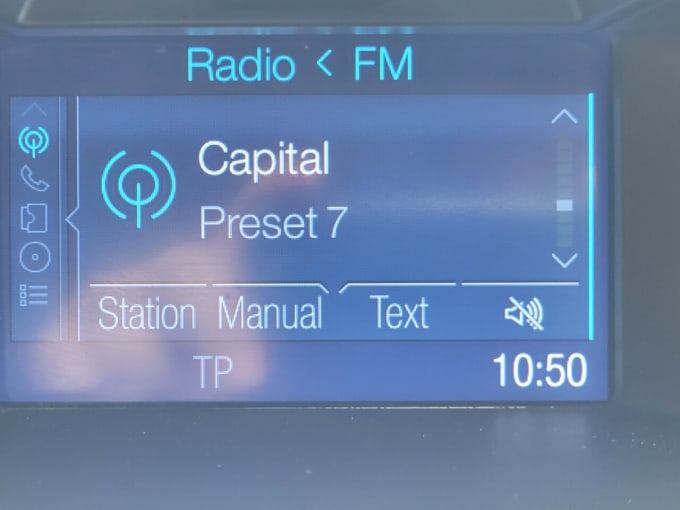 Radio < FM
Capital
Preset 7
Station Manual Text
TP 10:50